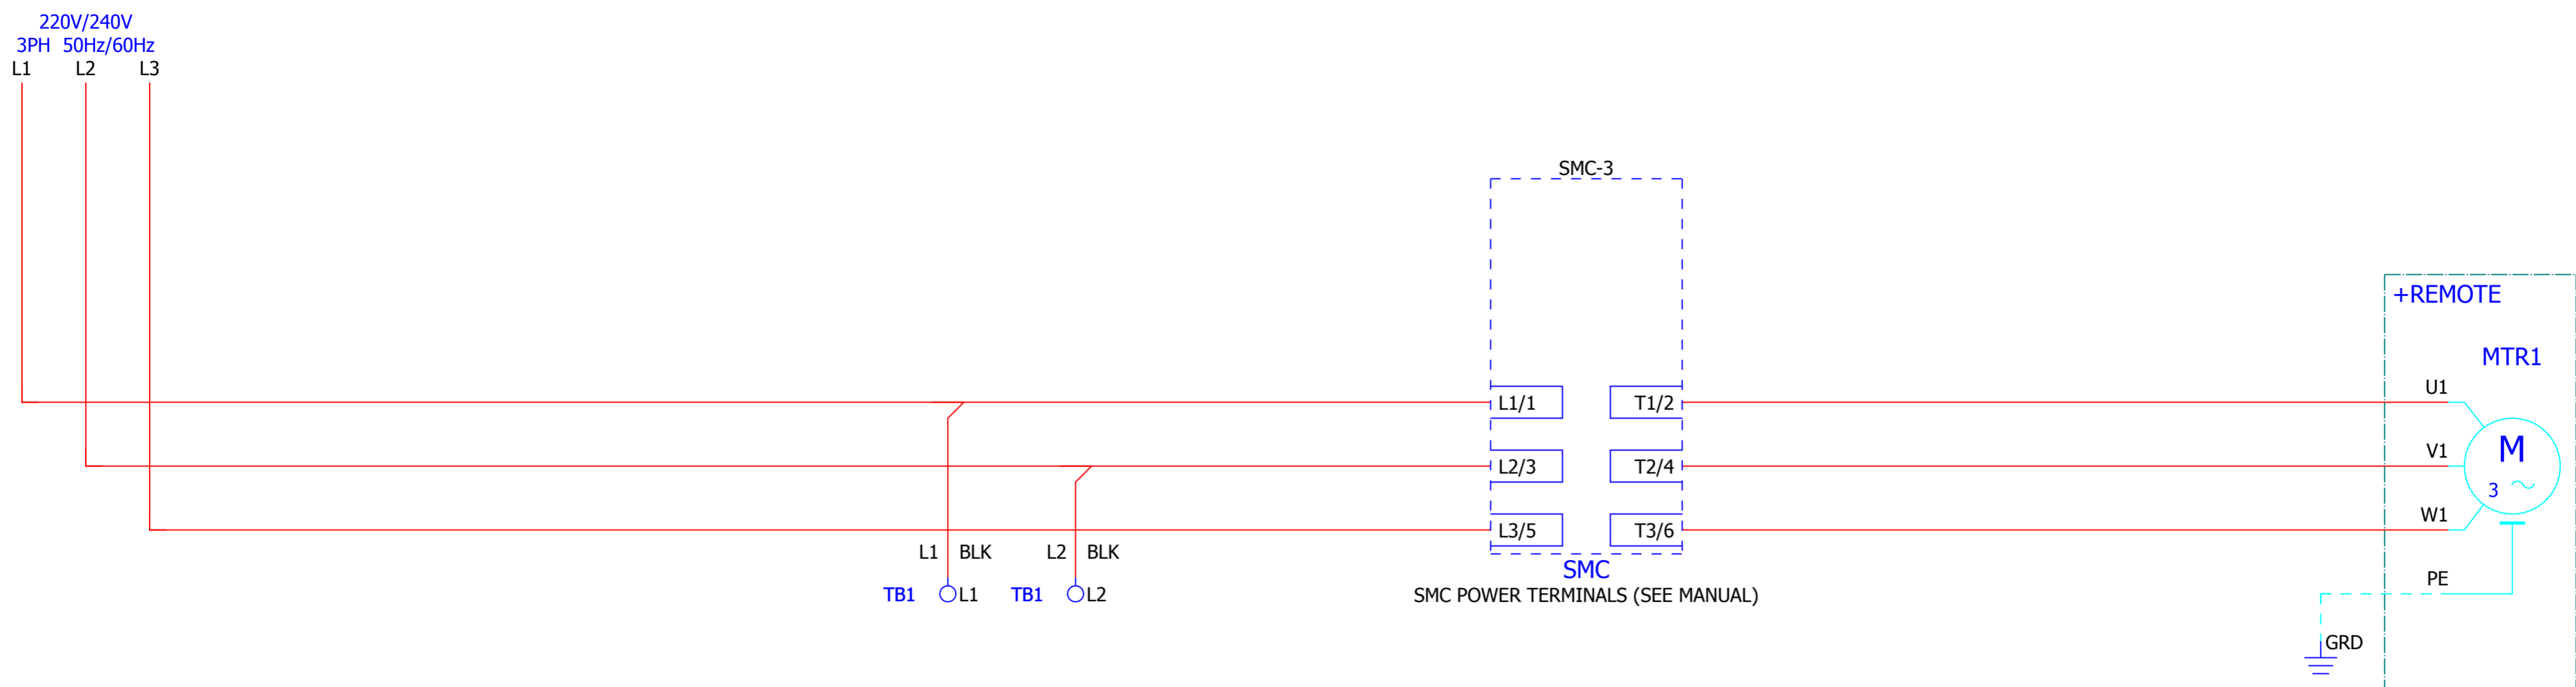 220V/240V
3PH 50Hz/60Hz
L1 L2 L3
SMC-3
+REMOTE
MTR1
U1
L1/1 T1/2
V1
M
L2/3 T2/4
3
W1
L3/5 T3/6
L1 BLK L2 BLK
SMC
PE
TB1 L1 TB1 L2
SMC POWER TERMINALS (SEE MANUAL)
GRD